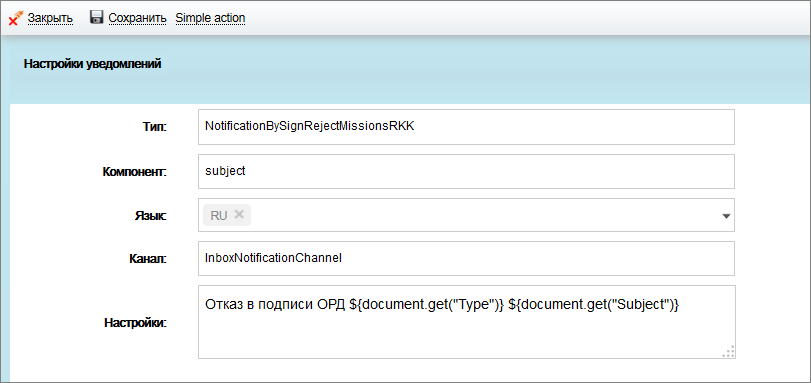 Закрыть Сохранить Simple action
Настройки уведомлений
Тип: NotificationBySignRejectMissionsRKK
Компонент: subject
Язык: RU
Канал: InboxNotificationChannel
Настройки: Отказ в подписи ОРД ${document.get("Type")} ${document.get("Subject")}